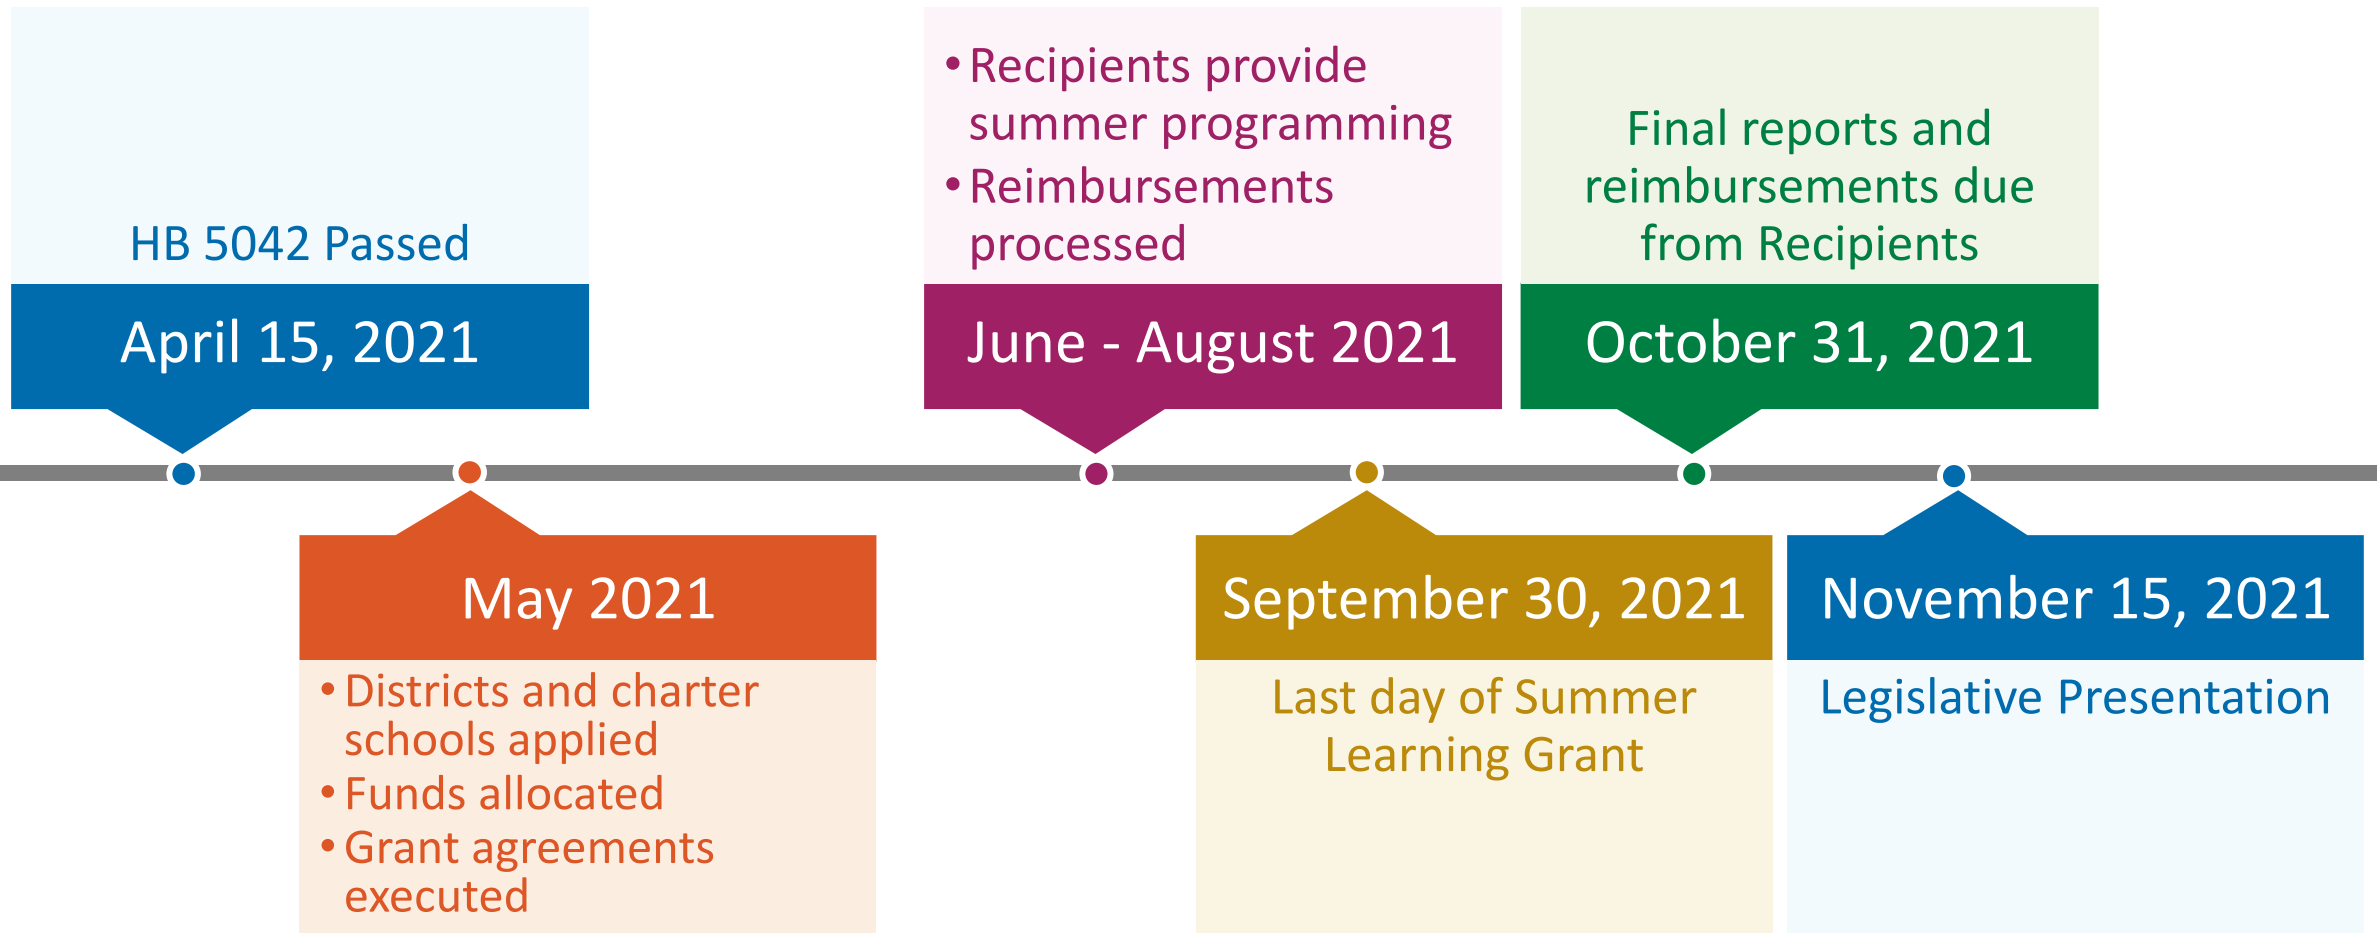 HB 5042 Passed
April 15, 2021
• Districts and charter
schools applied
• Funds allocated
• Grant agreements
executed
May 2021
• Recipients provide
summer programming
• Reimbursements
processed
June - August 2021
September 30, 2021
Last day of Summer
Learning Grant
Final reports and
reimbursements due
from Recipients
October 31, 2021
November 15, 2021
Legislative Presentation